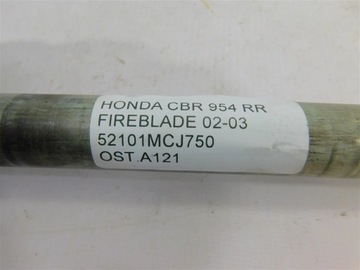 HONDA CBR 954 RR
FIREBLADE 02-03
52101MCJ750
OST.A121